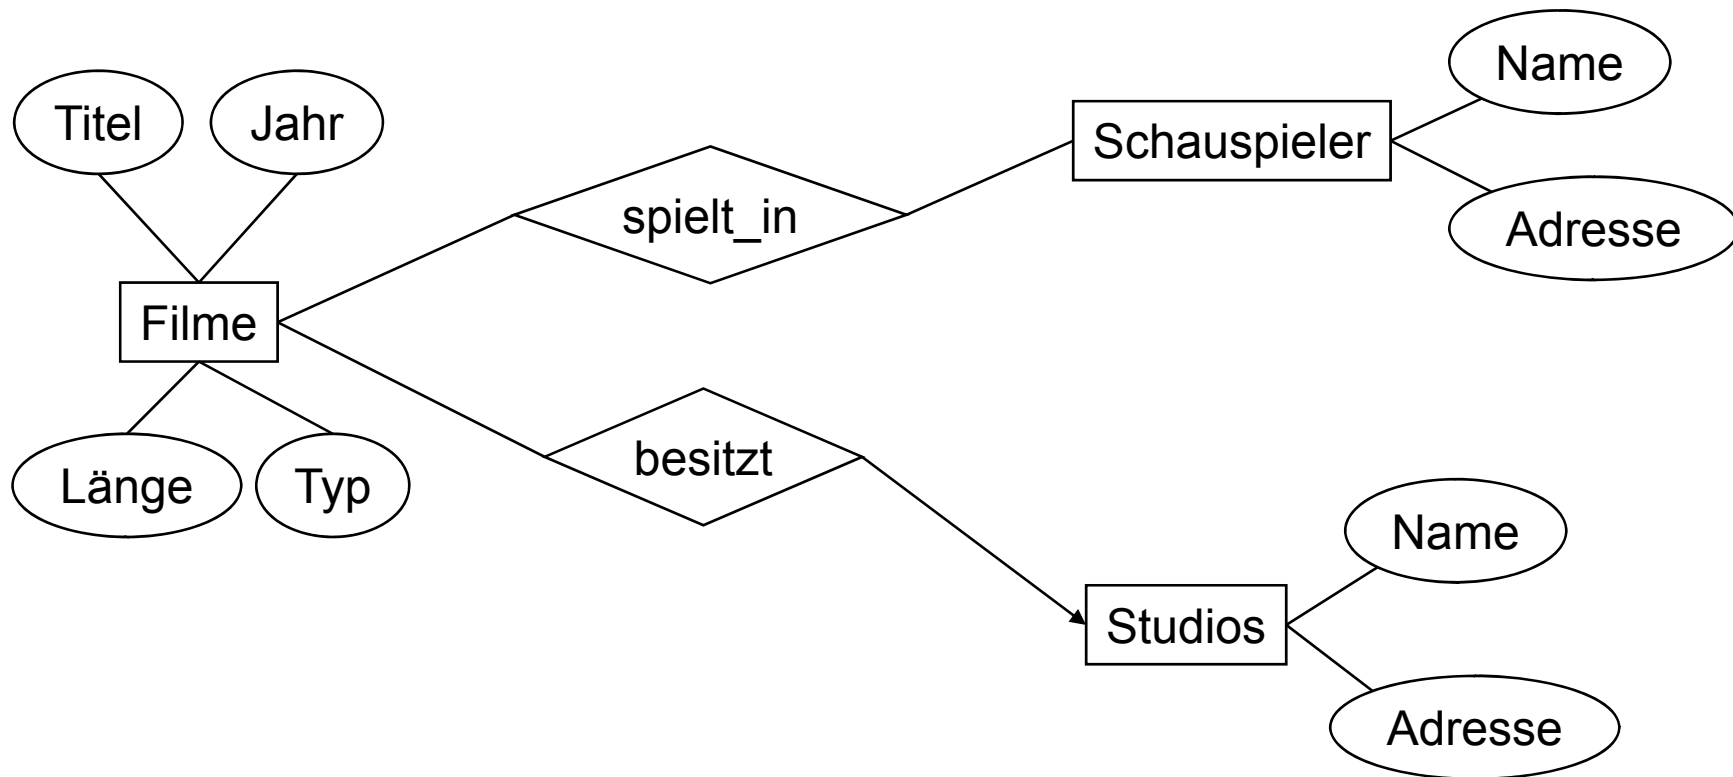 Titel
Jahr
Filme
Länge
Typ
spielt_in
besitzt
Schauspieler
Name
Adresse
Studios
Name
Adresse